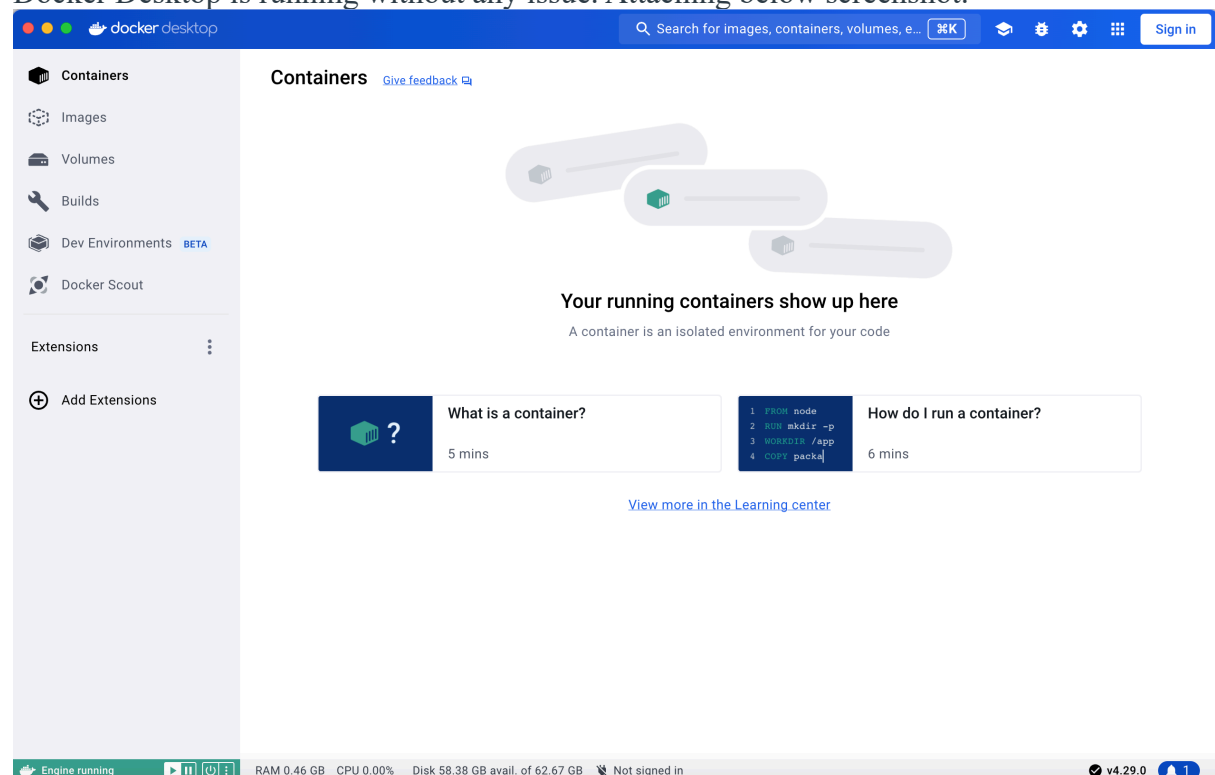 Docker Desktop is running without any issue. Attaching below screenshot.
docker desktop
Search for images, containers, volumes, e... ⌘K
Sign in
Containers
Images
Volumes
Builds
Dev Environments BETA
Docker Scout
Extensions
Add Extensions
Containers Give feedback
Your running containers show up here
A container is an isolated environment for your code
?
What is a container?
5 mins
1 FROM node
2 RUN mkdir -p
3 WORKDIR /app
4 COPY packa
How do I run a container?
6 mins
View more in the Learning center
Engine running
RAM 0.46 GB CPU 0.00% Disk 58.38 GB avail. of 62.67 GB Not signed in
v4.29.0 1